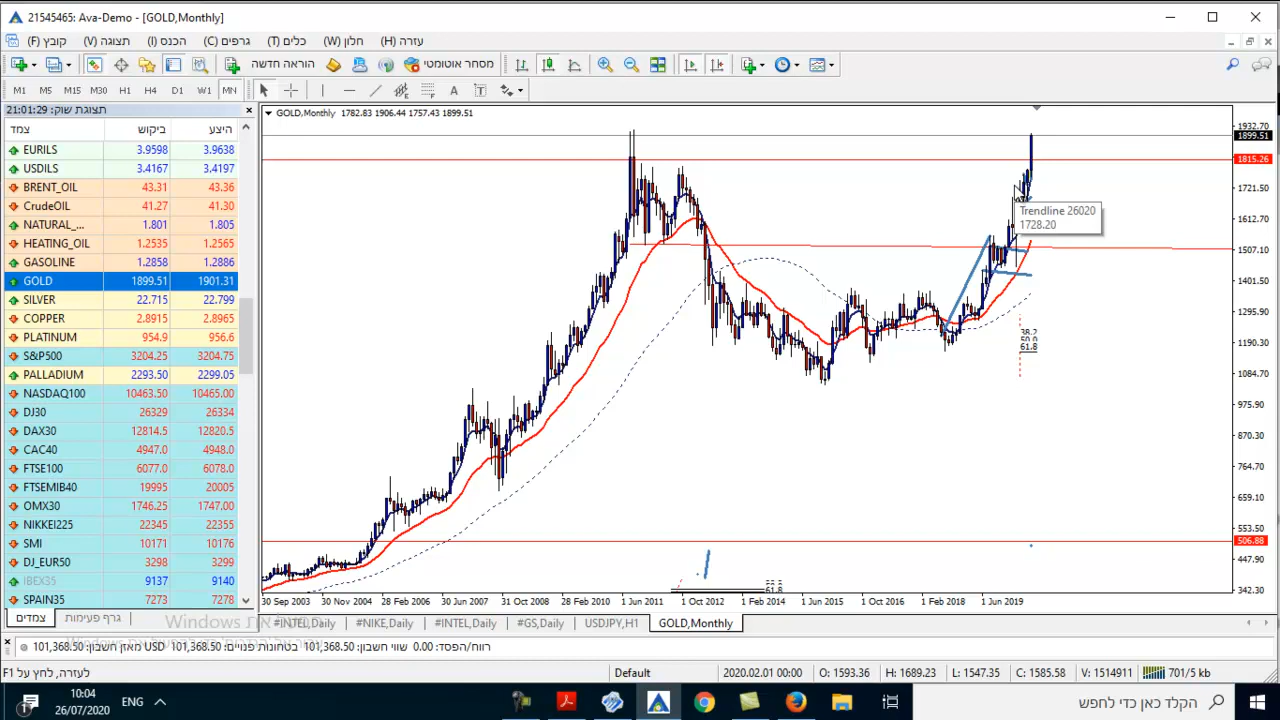 21545465: Ava-Demo - [GOLD,Monthly]
קובץ (F) תצוגה (V) הכנס (I) גרפים (C) כלים (T) חלון (W) עזרה (H)
הוראה חדשה מסחר אוטומטי
M1 M5 M15 M30 H1 H4 D1 W1 MN
תצוגת שוק: 21:01:29
צמד ביקוש היצע
EURILS 3.9598 3.9638
USDILS 3.4167 3.4197
BRENT_OIL 43.31 43.36
CrudeOIL 41.27 41.30
NATURAL_... 1.801 1.805
HEATING_OIL 1.2535 1.2565
GASOLINE 1.2858 1.2886
GOLD 1899.51 1901.31
SILVER 22.715 22.799
COPPER 2.8915 2.8965
PLATINUM 954.9 956.6
S&P500 3204.25 3204.75
PALLADIUM 2293.50 2299.05
NASDAQ100 10463.50 10465.00
DJ30 26329 26334
DAX30 12814.5 12820.5
CAC40 4947.0 4948.0
FTSE100 6077.0 6078.0
FTSEMIB40 19995 20005
OMX30 1746.25 1747.00
NIKKEI225 22345 22355
SMI 10171 10176
DJ_EUR50 3298 3299
IBEX35 9137 9140
SPAIN35 7273 7278
צמדים גרף פעימות
GOLD,Monthly 1782.83 1906.44 1757.43 1899.51
Trendline 26020
1728.20
38.2
50.0
61.8
61.8
1932.70
1899.51
1815.26
1721.50
1612.70
1507.10
1401.50
1295.90
1190.30
1084.70
975.90
870.30
764.70
659.10
553.50
506.88
447.90
342.30
30 Sep 2003 30 Nov 2004 28 Feb 2006 30 Jun 2007 31 Oct 2008 28 Feb 2010 1 Jun 2011 1 Oct 2012 1 Feb 2014 1 Jun 2015 1 Oct 2016 1 Feb 2018 1 Jun 2019
#INTEL,Daily #NIKE,Daily #INTEL,Daily #GS,Daily USDJPY,H1 GOLD,Monthly
מאזן חשבון: 101,368.50 USD שווי חשבון: 101,368.50 בטחונות פנויים: 101,368.50 רווח/הפסד: 0.00
לעזרה, לחץ על F1 Default 2020.02.01 00:00 O: 1593.36 H: 1689.23 L: 1547.35 C: 1585.58 V: 1514911 701/5 kb
10:04
26/07/2020
ENG
הקלד כאן כדי לחפש